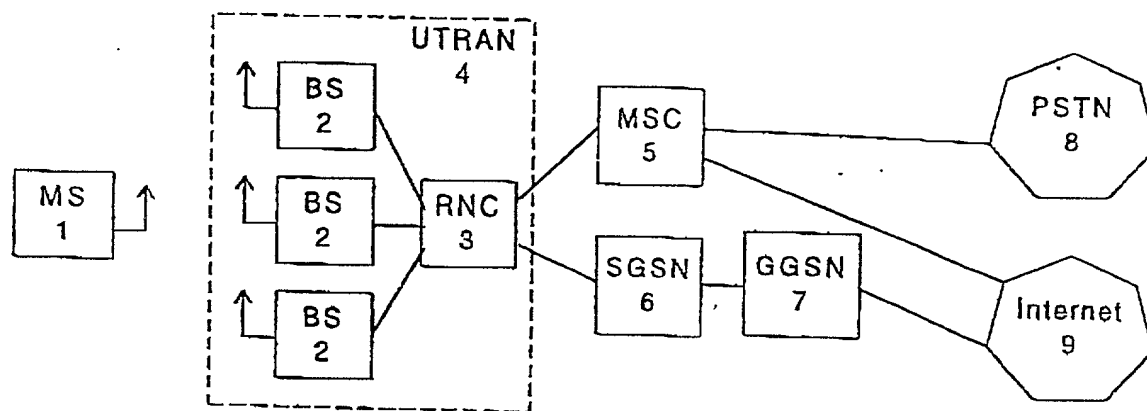 UTRAN
4
BS
2
MS
1
BS
2
BS
2
RNC
3
MSC
5
SGSN
6
GGSN
7
PSTN
8
Internet
9